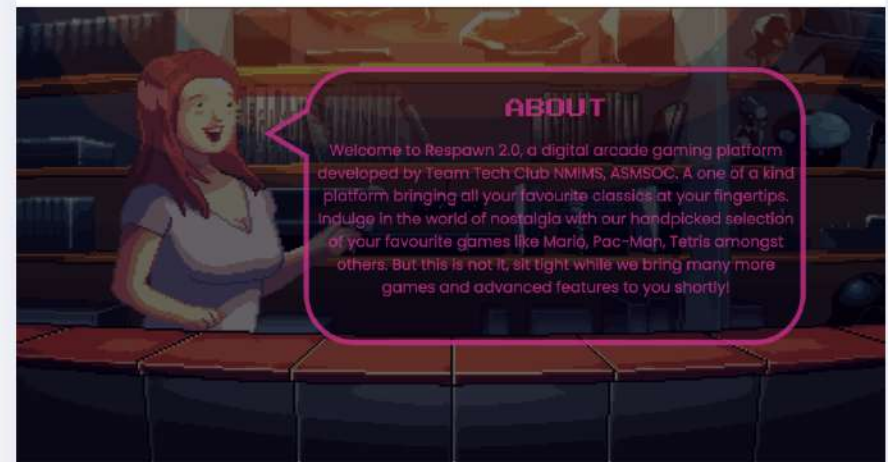 ABOUT
Welcome to Respawn 2.0, a digital arcade gaming platform
developed by Team Tech Club NMIMS, ASMSOC. A one of a kind
platform bringing all your favourite classics at your fingertips.
Indulge in the world of nostalgia with our handpicked selection
of your favourite games like Mario, Pac-Man, Tetris amongst
others. But this is not it, sit tight while we bring many more
games and advanced features to you shortly!